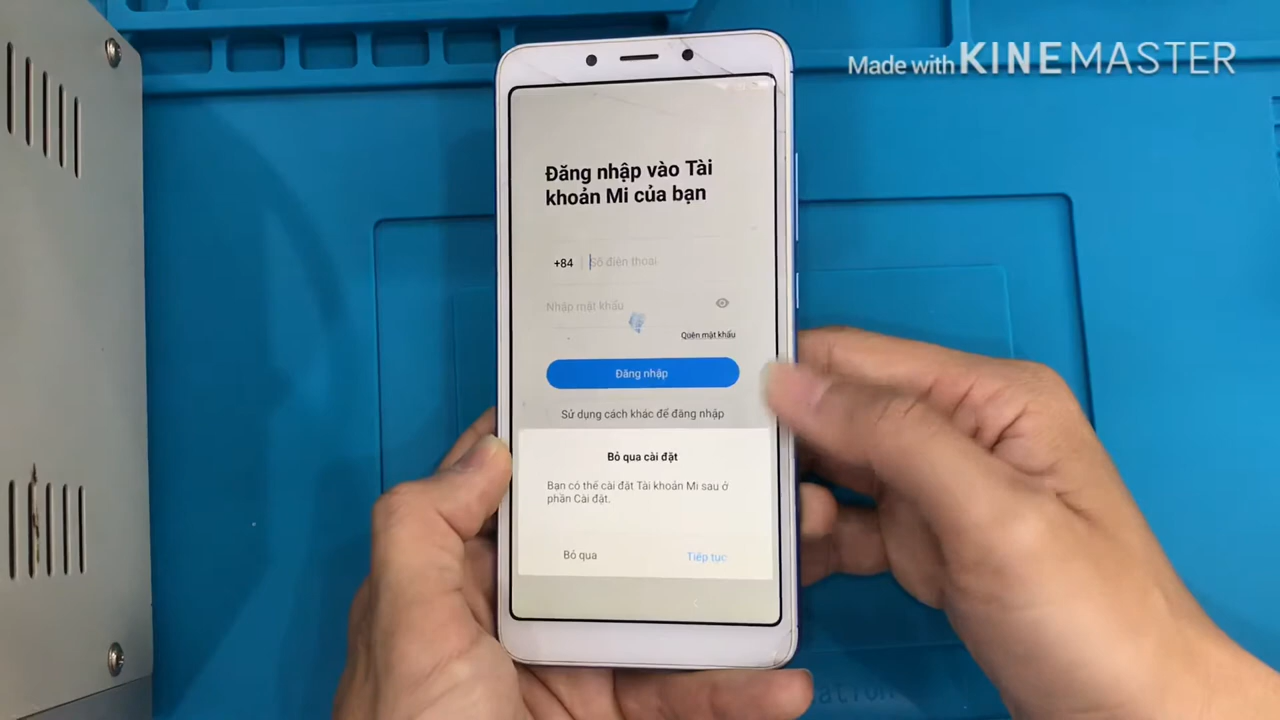 Made with KINEMASTER
Đăng nhập vào Tài
khoản Mi của bạn
+84
Số điện thoại
Nhập mật khẩu
Quên mật khẩu
Đăng nhập
Sử dụng cách khác để đăng nhập
Bỏ qua cài đặt
Bạn có thể cài đặt Tài khoản Mi sau ở
phần Cài đặt.
Bỏ qua
Tiếp tục